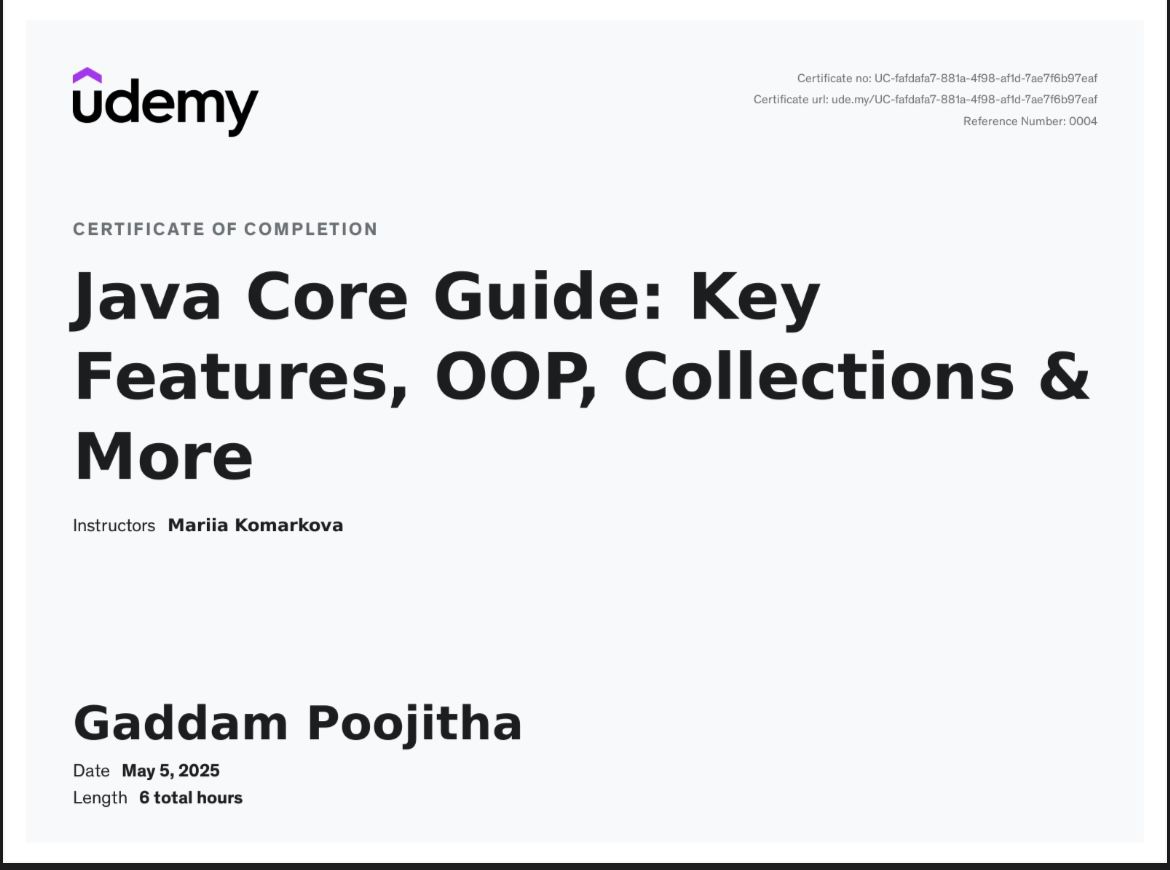 udemy
Certificate no: UC-fafdafa7-881a-4f98-af1d-7ae7f6b97eaf
Certificate url: ude.my/UC-fafdafa7-881a-4f98-af1d-7ae7f6b97eaf
Reference Number: 0004
CERTIFICATE OF COMPLETION
Java Core Guide: Key
Features, OOP, Collections &
More
Instructors Mariia Komarkova
Gaddam Poojitha
Date May 5, 2025
Length 6 total hours